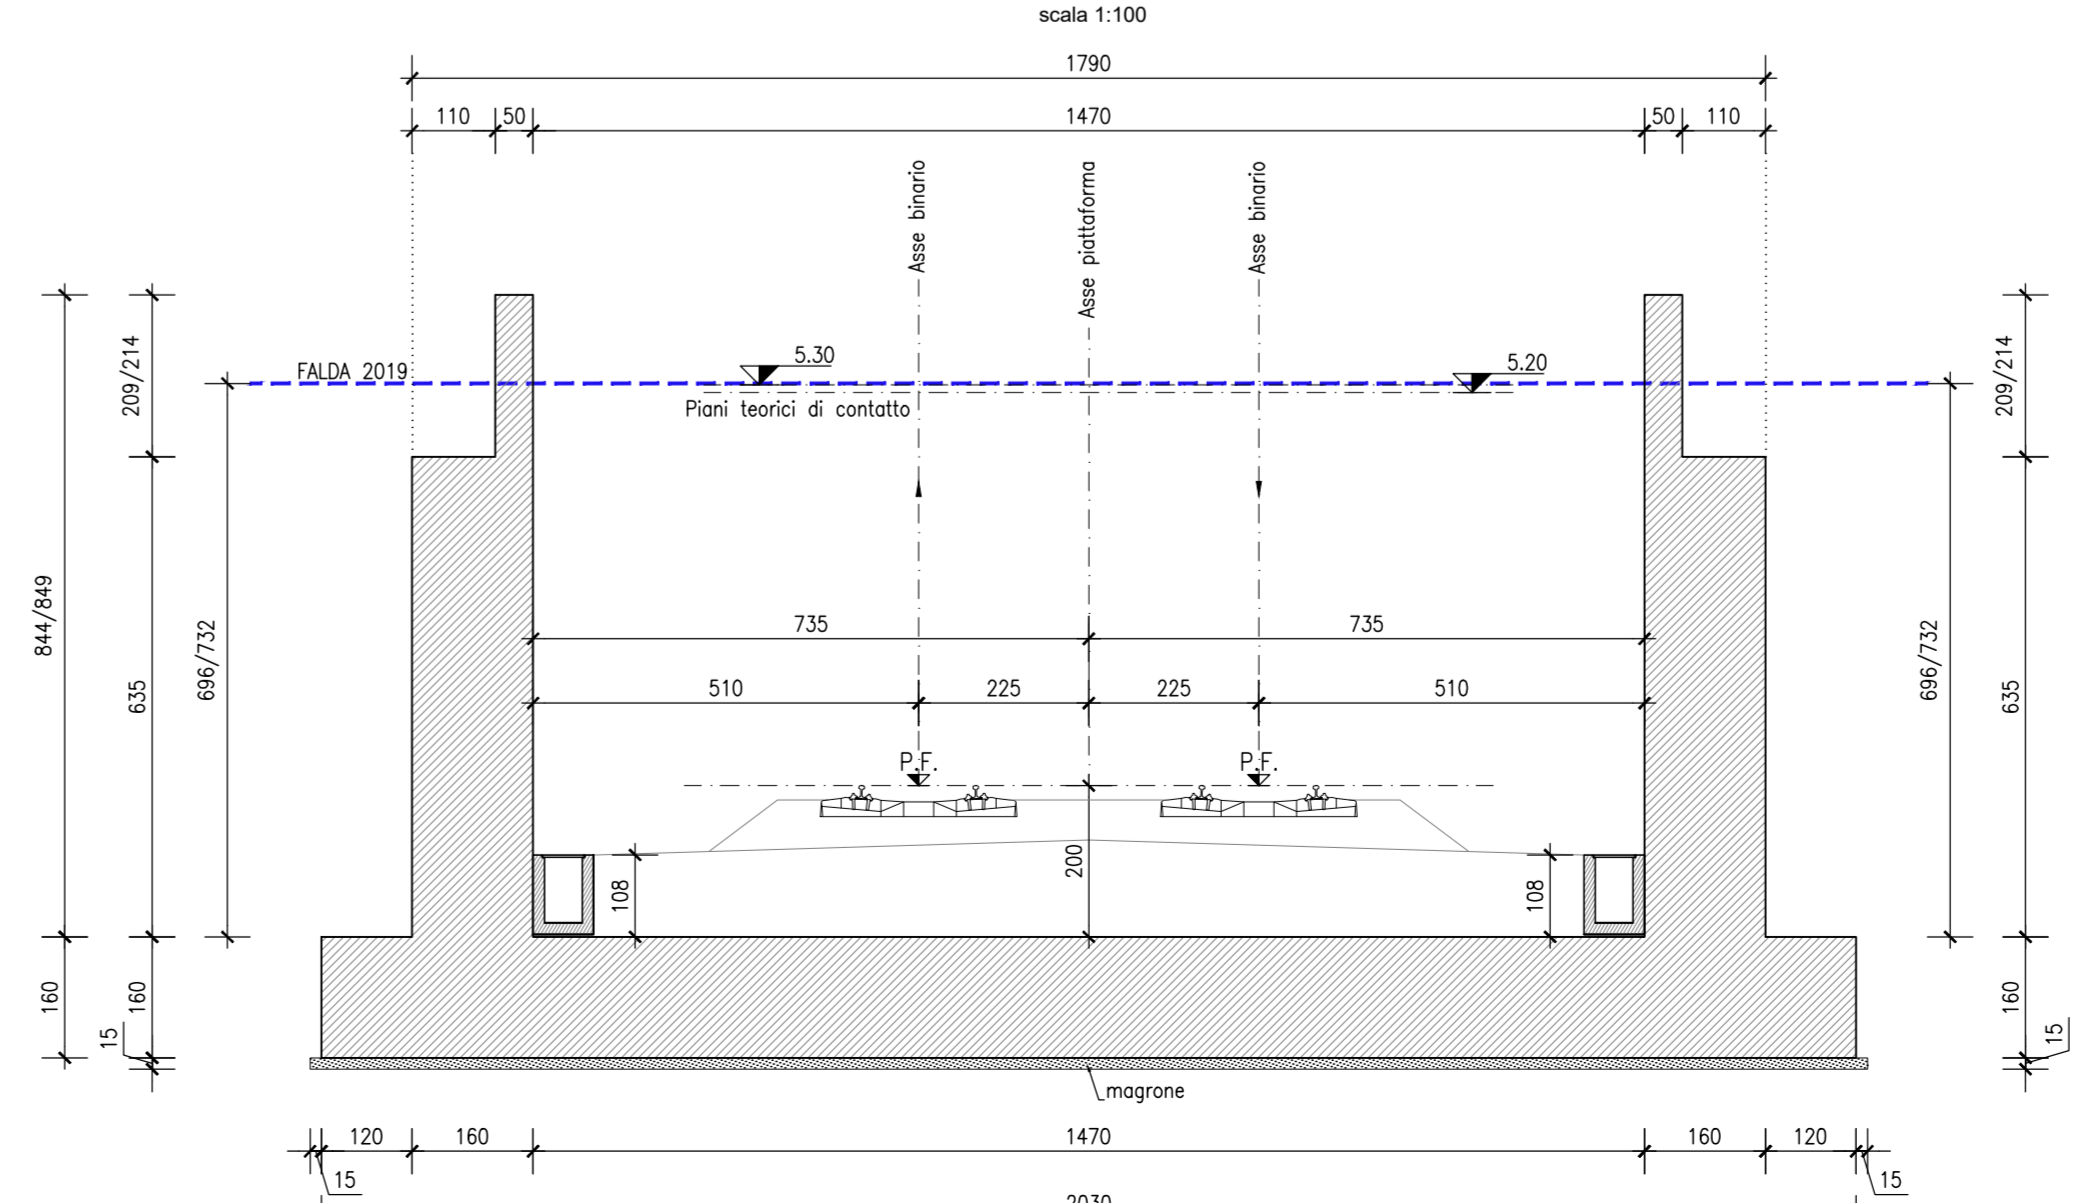 scala 1:100
1790
110 50 1470 50 110
Asse binario
Asse piattaforma
Asse binario
FALDA 2019
5.30
5.20
Piani teorici di contatto
209/214
209/214
844/849
635
696/732
696/732
635
735 735
510 225 225 510
P.F. P.F.
200
108
108
160
160
15
160
15
magrone
120 160 1470 160 120
15
15
2030